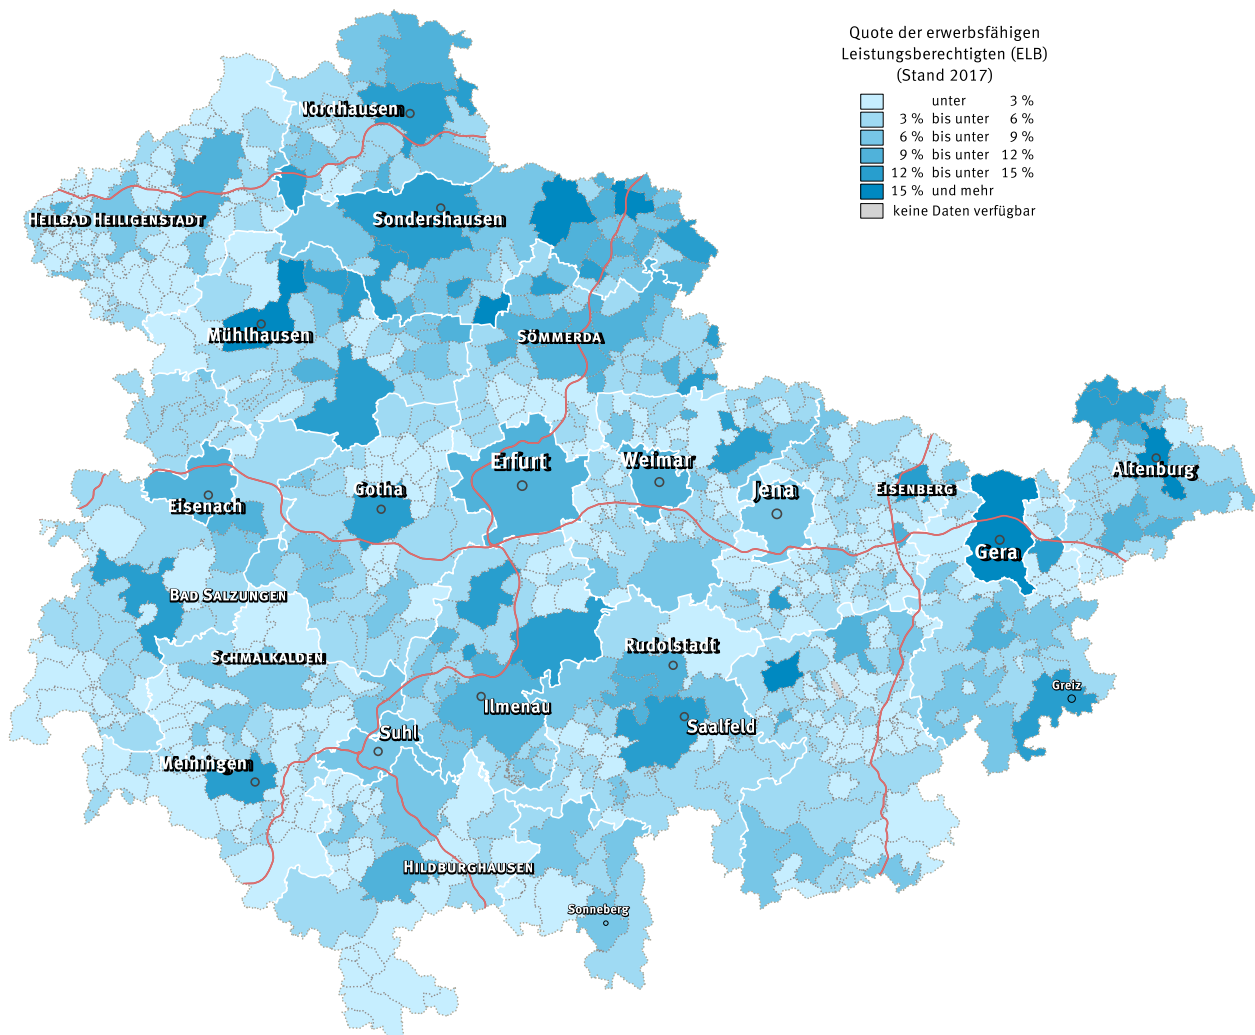 Quote der erwerbsfähigen
Leistungsberechtigten (ELB)
(Stand 2017)
unter 3 %
3 % bis unter 6 %
6 % bis unter 9 %
9 % bis unter 12 %
12 % bis unter 15 %
15 % und mehr
keine Daten verfügbar
Nordhausen
Heilbad Heiligenstadt
Sondershausen
Mühlhausen
Sömmerda
Erfurt
Weimar
Altenburg
Eisenach
Gotha
Jena
Eisenberg
Gera
Bad Salzungen
Schmalkalden
Rudolstadt
Greiz
Ilmenau
Saalfeld
Suhl
Meiningen
Hildburghausen
Sonneberg